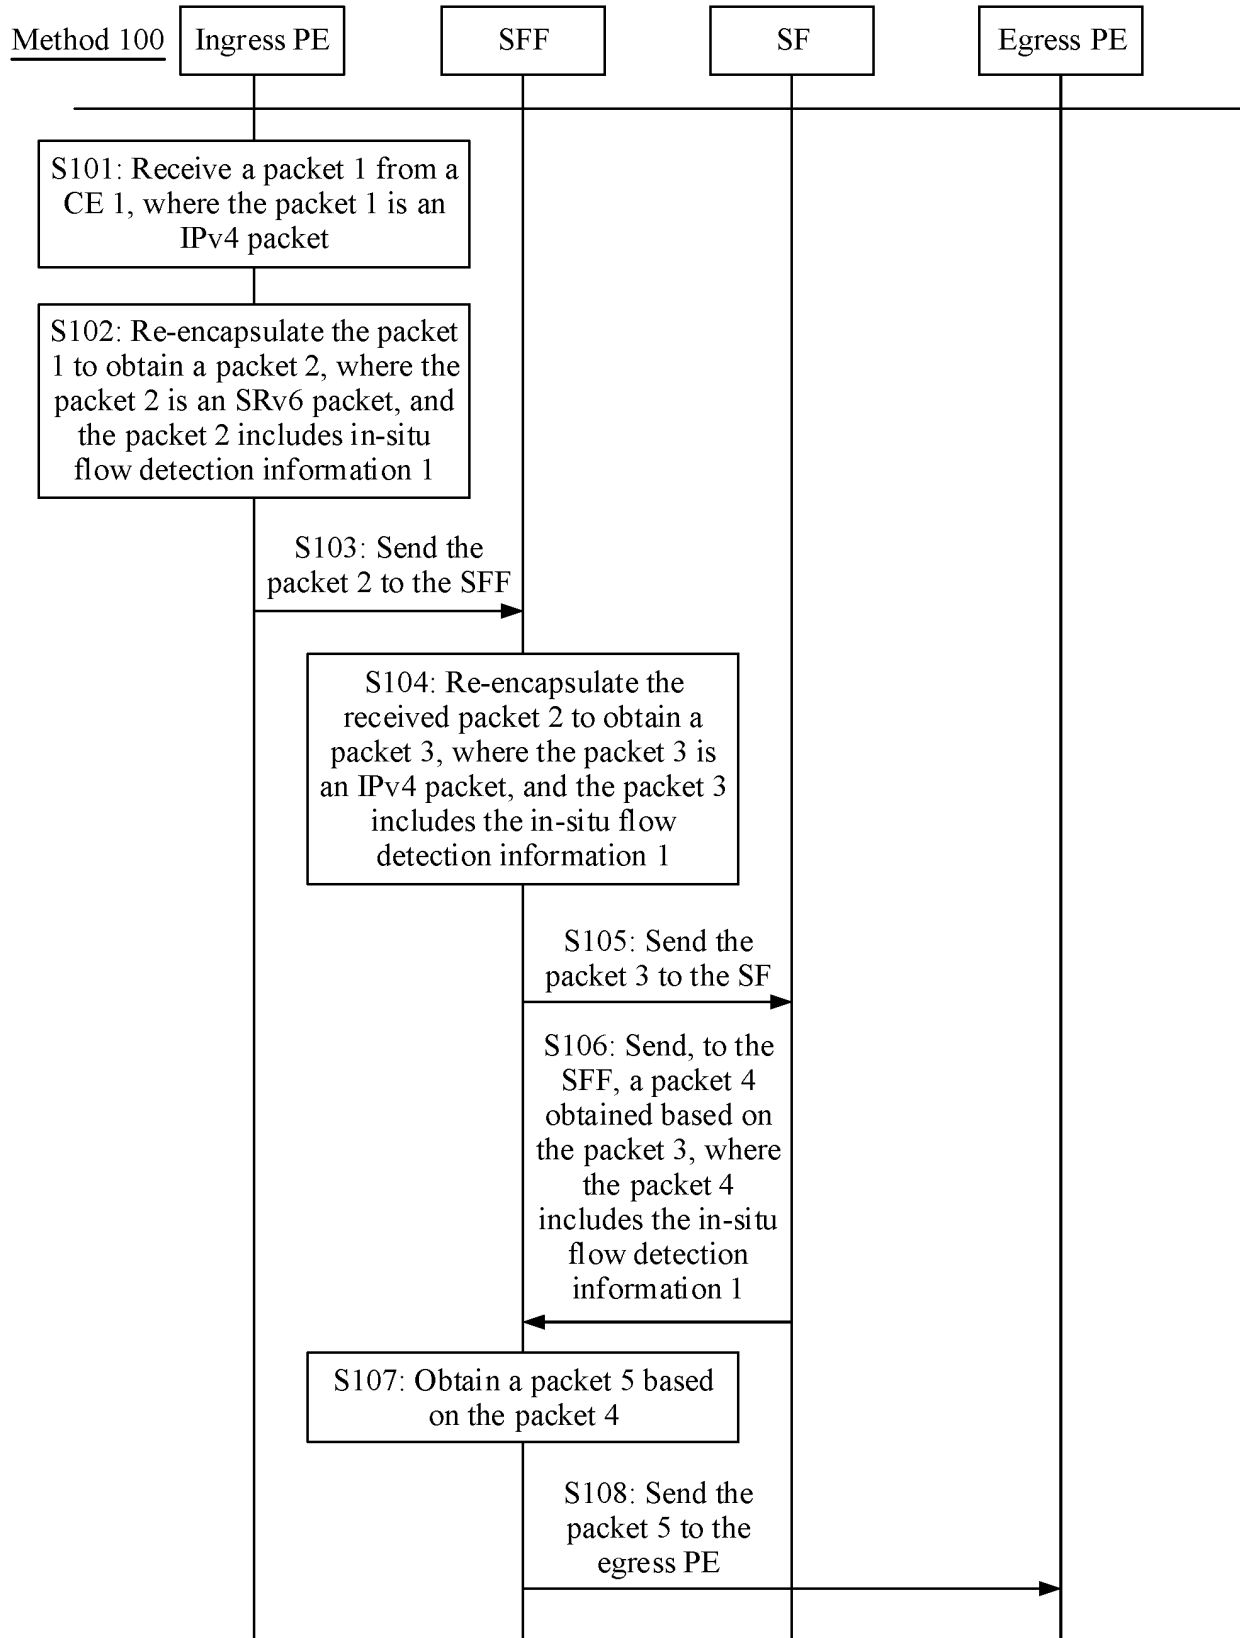 Method 100
Ingress PE
SFF
SF
Egress PE
S101: Receive a packet 1 from a
CE 1, where the packet 1 is an
IPv4 packet
S102: Re-encapsulate the packet
1 to obtain a packet 2, where the
packet 2 is an SRv6 packet, and
the packet 2 includes in-situ
flow detection information 1
S103: Send the
packet 2 to the SFF
S104: Re-encapsulate the
received packet 2 to obtain a
packet 3, where the packet 3 is
an IPv4 packet, and the packet 3
includes the in-situ flow
detection information 1
S105: Send the
packet 3 to the SF
S106: Send, to the
SFF, a packet 4
obtained based on
the packet 3, where
the packet 4
includes the in-situ
flow detection
information 1
S107: Obtain a packet 5 based
on the packet 4
S108: Send the
packet 5 to the
egress PE